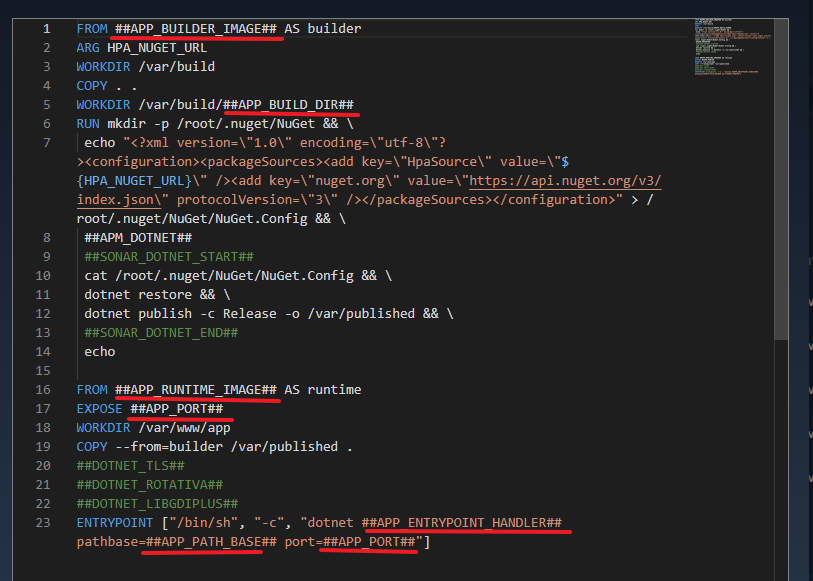 1 FROM ##APP_BUILDER_IMAGE## AS builder
2 ARG HPA_NUGET_URL
3 WORKDIR /var/build
4 COPY . .
5 WORKDIR /var/build/##APP_BUILD_DIR##
6 RUN mkdir -p /root/.nuget/NuGet && \
7 echo "<?xml version=\"1.0\" encoding=\"utf-8\"?
><configuration><packageSources><add key=\"HpaSource\" value=\"$
{HPA_NUGET_URL}\" /><add key=\"nuget.org\" value=\"https://api.nuget.org/v3/
index.json\" protocolVersion=\"3\" /></packageSources></configuration>" > /
root/.nuget/NuGet/NuGet.Config && \
8 ##APM_DOTNET##
9 ##SONAR_DOTNET_START##
10 cat /root/.nuget/NuGet/NuGet.Config && \
11 dotnet restore && \
12 dotnet publish -c Release -o /var/published && \
13 ##SONAR_DOTNET_END##
14 echo
15
16 FROM ##APP_RUNTIME_IMAGE## AS runtime
17 EXPOSE ##APP_PORT##
18 WORKDIR /var/www/app
19 COPY --from=builder /var/published .
20 ##DOTNET_TLS##
21 ##DOTNET_ROTATIVA##
22 ##DOTNET_LIBGDIPLUS##
23 ENTRYPOINT ["/bin/sh", "-c", "dotnet ##APP_ENTRYPOINT_HANDLER##
pathbase=##APP_PATH_BASE## port=##APP_PORT##"]